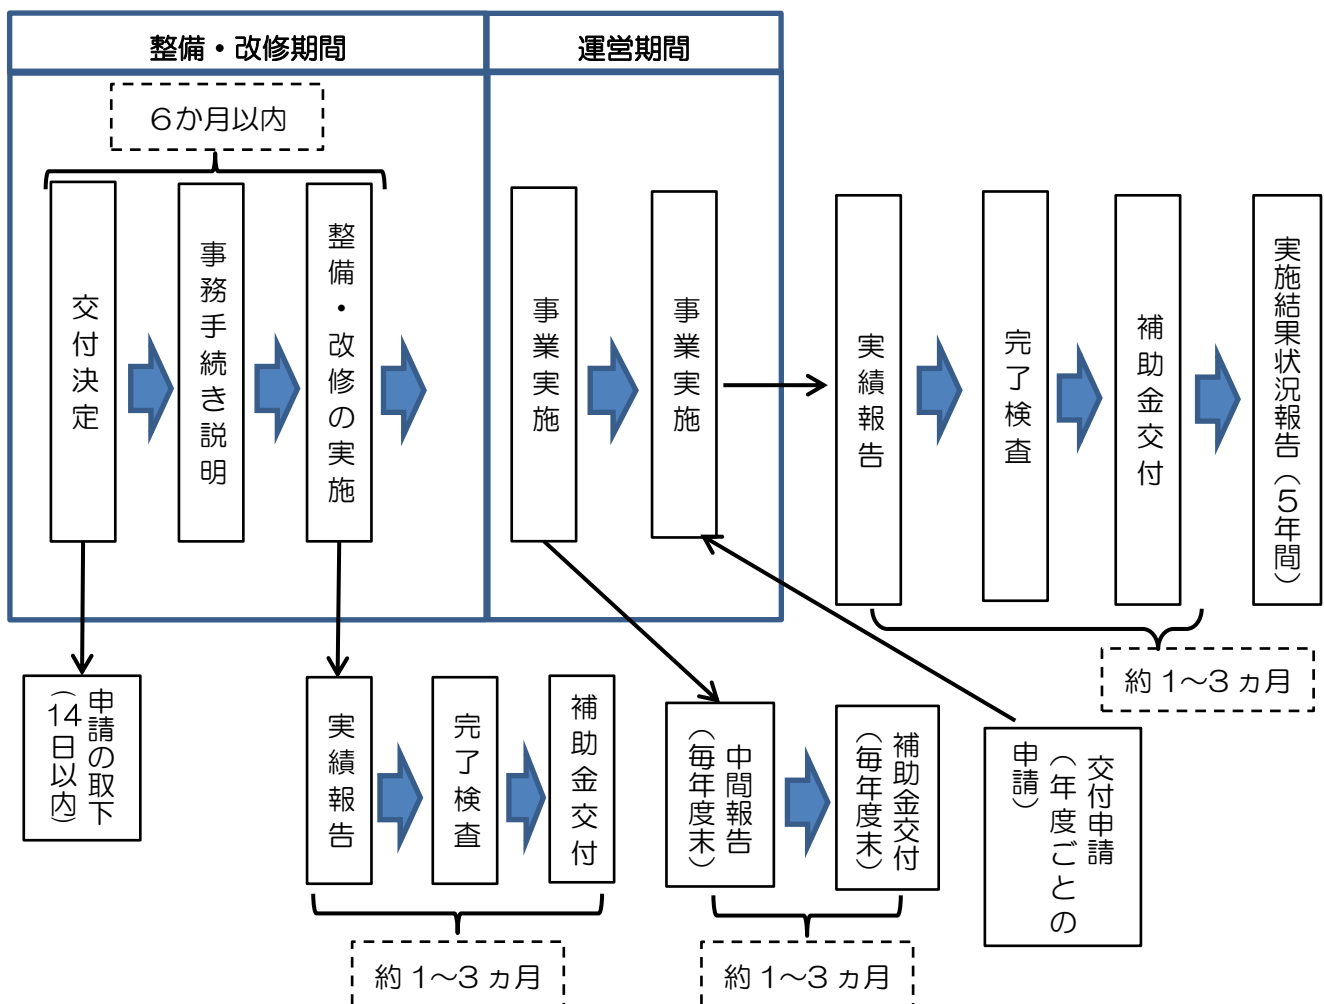 整備・改修期間
運営期間
６か月以内
交付決定
事務手続き説明
整備・改修の実施
事業実施
事業実施
実績報告
完了検査
補助金交付
実施結果状況報告（５年間）
約１～３ヵ月
申請の取下
（14日以内）
実績報告
完了検査
補助金交付
約１～３ヵ月
中間報告
（毎年度末）
補助金交付
（毎年度末）
約１～３ヵ月
交付申請
（年度ごとの
申請）